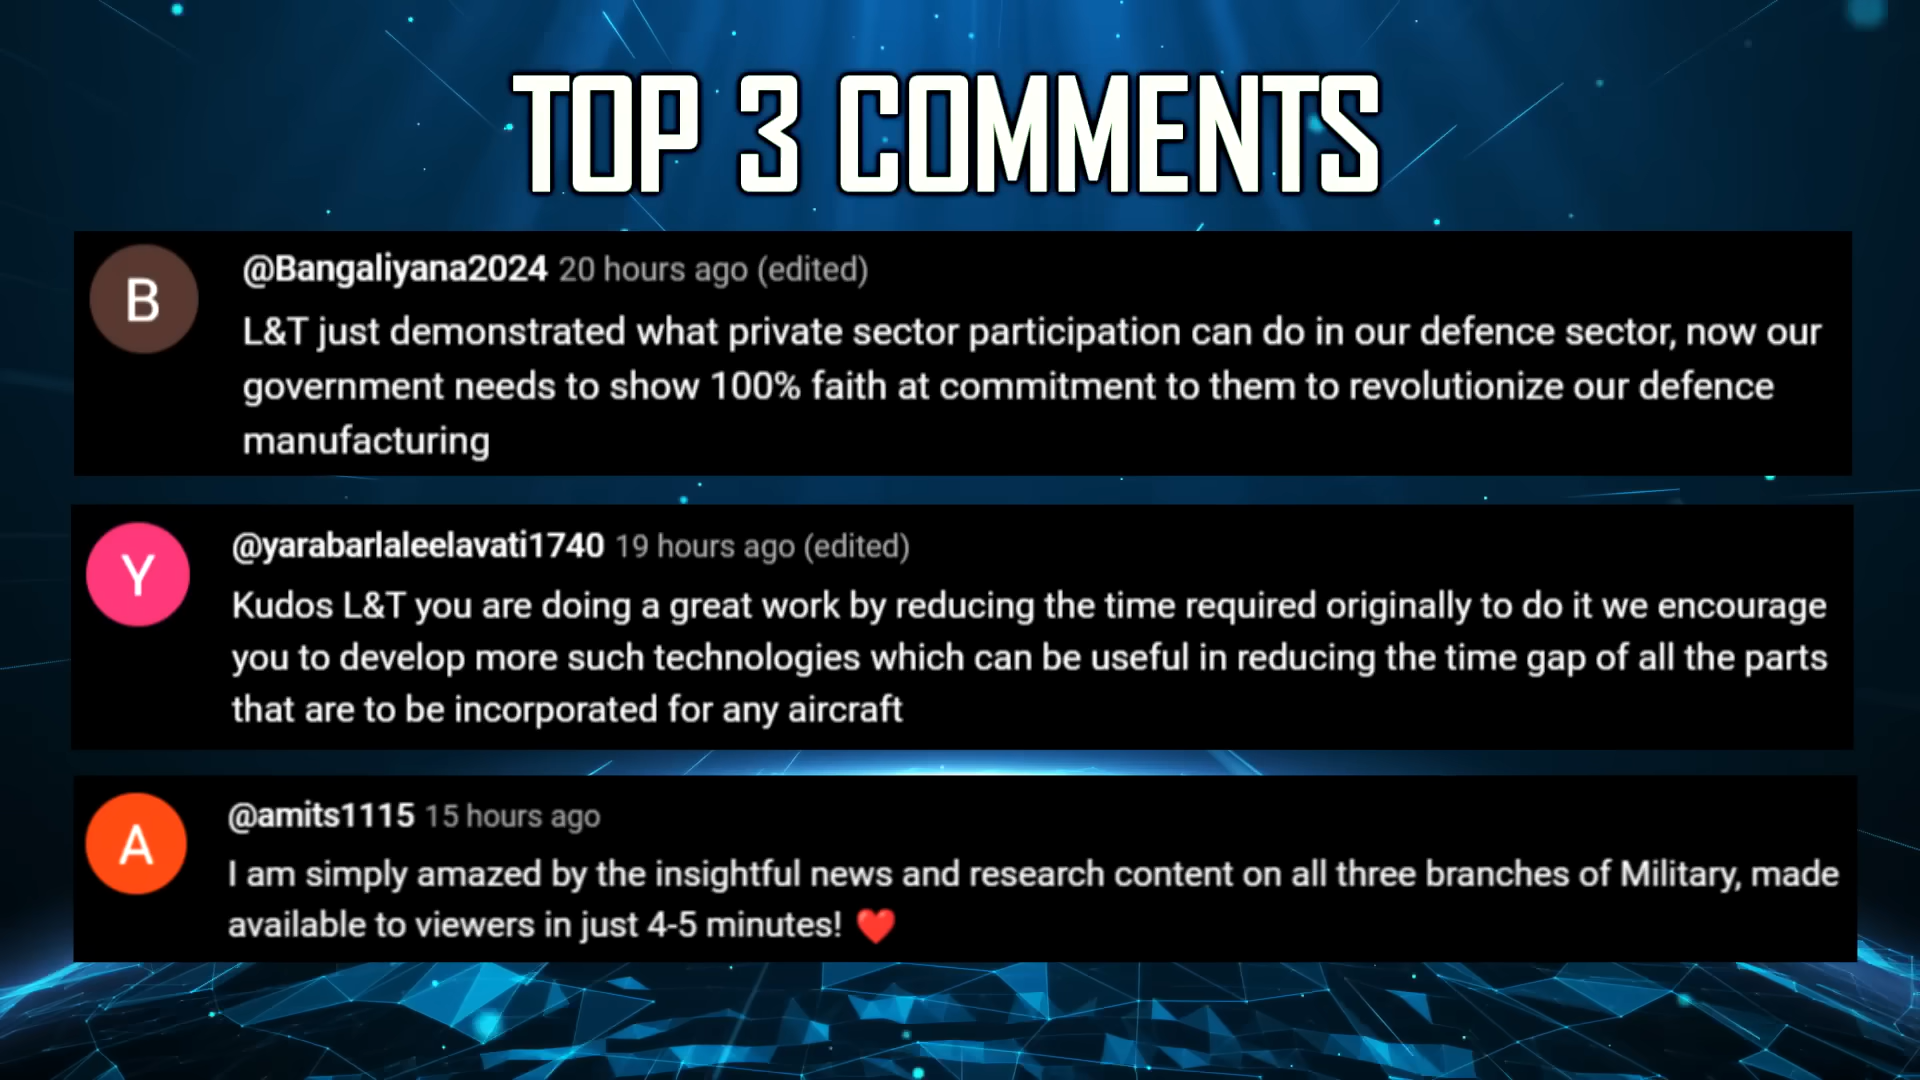 TOP 3 COMMENTS
B
@Bangaliyana2024 20 hours ago (edited)
L&T just demonstrated what private sector participation can do in our defence sector, now our
government needs to show 100% faith at commitment to them to revolutionize our defence
manufacturing
Y
@yarabarlaleelavati1740 19 hours ago (edited)
Kudos L&T you are doing a great work by reducing the time required originally to do it we encourage
you to develop more such technologies which can be useful in reducing the time gap of all the parts
that are to be incorporated for any aircraft
A
@amits1115 15 hours ago
I am simply amazed by the insightful news and research content on all three branches of Military, made
available to viewers in just 4-5 minutes! ❤️